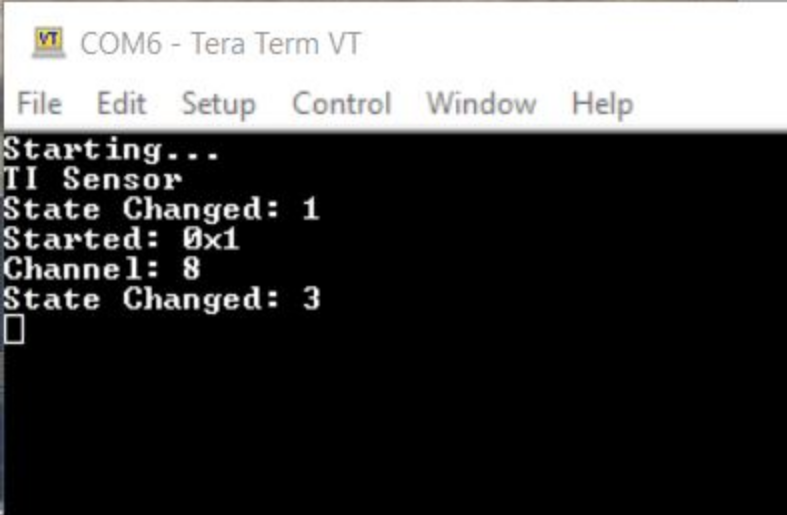 VT COM6 - Tera Term VT
File Edit Setup Control Window Help
Starting...
TI Sensor
State Changed: 1
Started: 0x1
Channel: 8
State Changed: 3